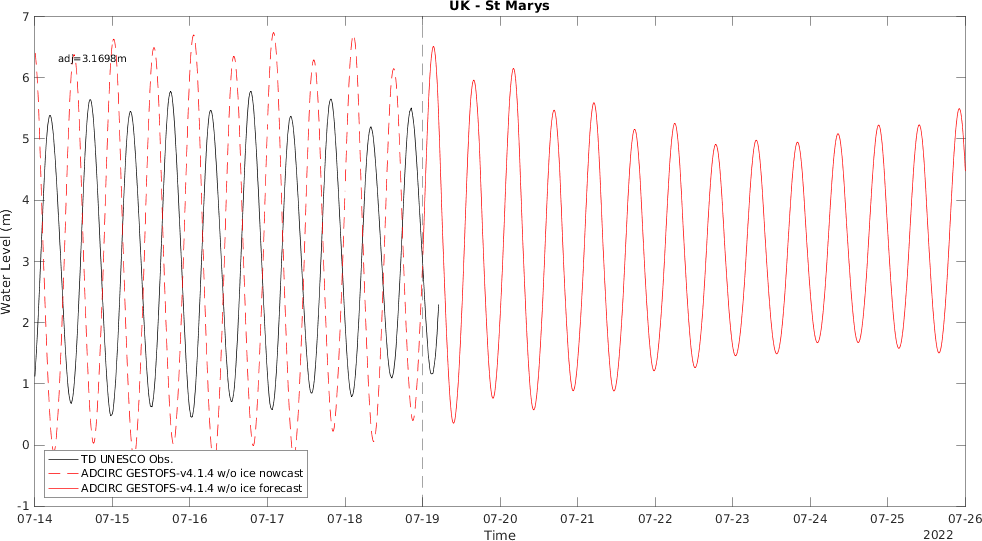 UK - St Marys
7
adj=3.1698m
6
5
4
3
2
1
0
-1
Water Level (m)
TD UNESCO Obs.
ADCIRC GESTOFS-v4.1.4 w/o ice nowcast
ADCIRC GESTOFS-v4.1.4 w/o ice forecast
07-14 07-15 07-16 07-17 07-18 07-19 07-20 07-21 07-22 07-23 07-24 07-25 07-26
Time
2022